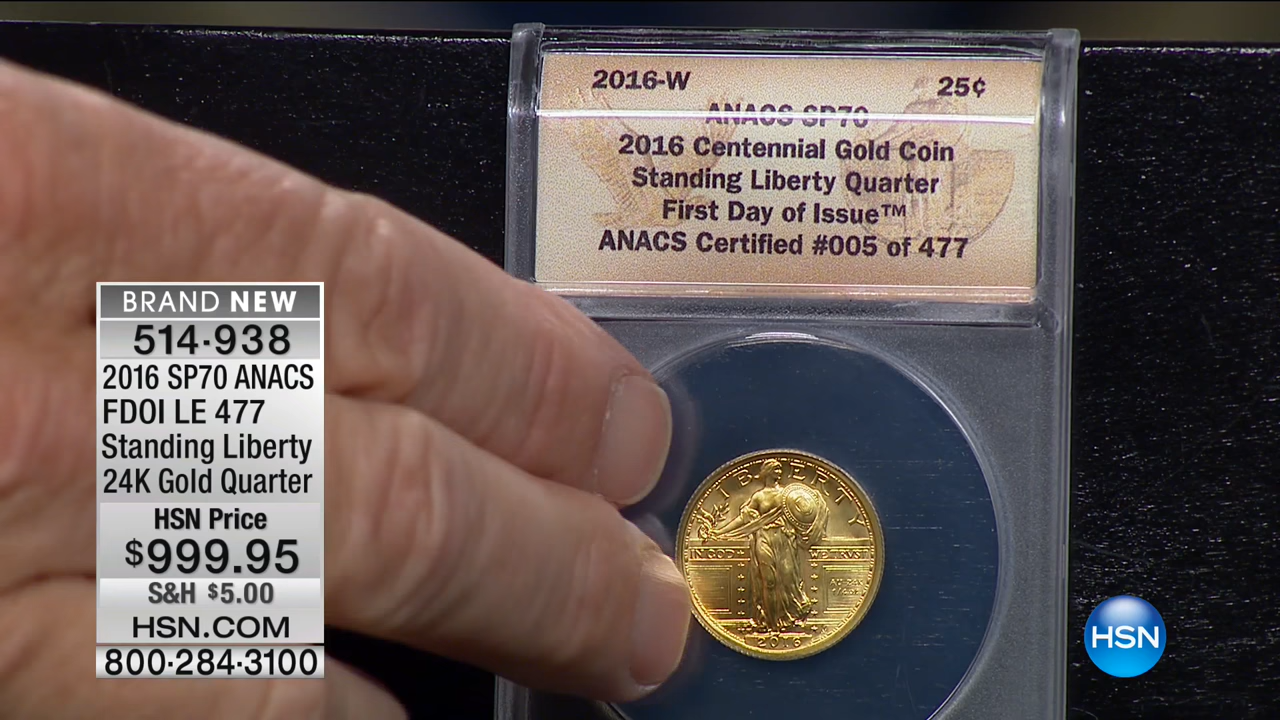 2016-W 25¢
ANACS SP70
2016 Centennial Gold Coin
Standing Liberty Quarter
First Day of Issue™
ANACS Certified #005 of 477
BRAND NEW
514·938
2016 SP70 ANACS
FDOI LE 477
Standing Liberty
24K Gold Quarter
HSN Price
$999.95
S&H $5.00
HSN.COM
800·284·3100
LIBERTY
IN GOD WE TRUST
2016
HSN